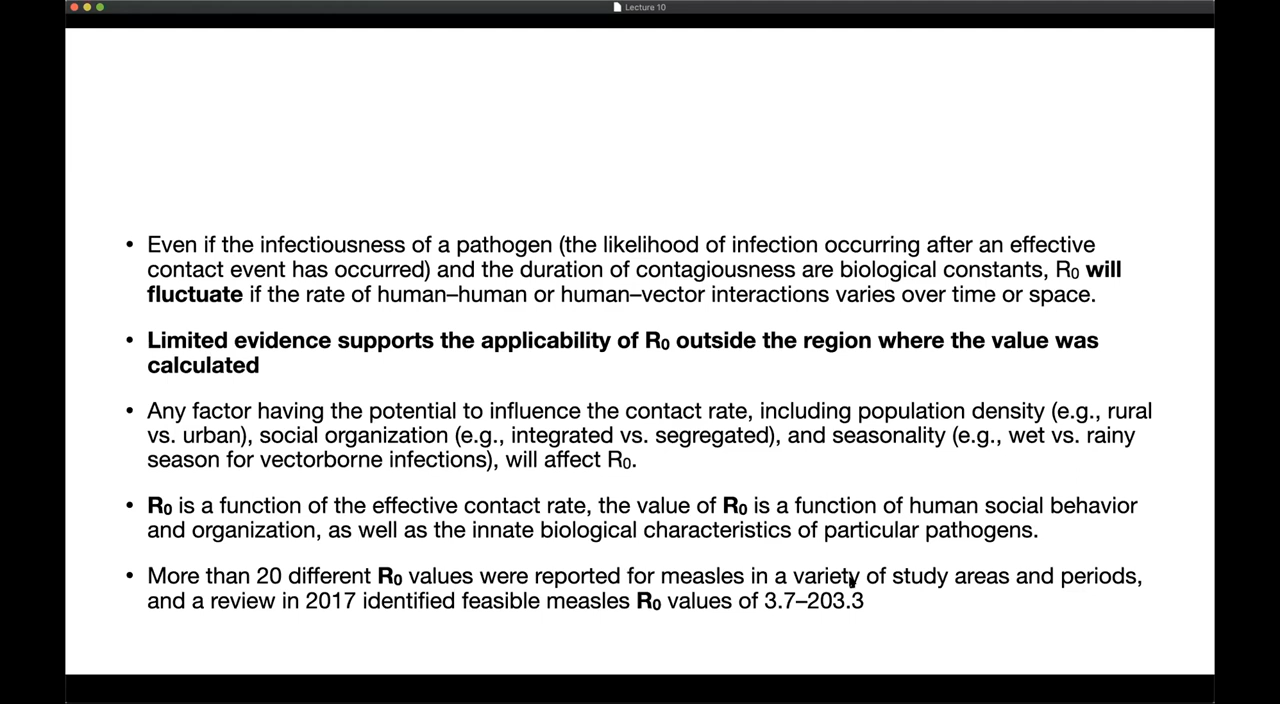 Lecture 10
• Even if the infectiousness of a pathogen (the likelihood of infection occurring after an effective
contact event has occurred) and the duration of contagiousness are biological constants, R₀ will
fluctuate if the rate of human–human or human–vector interactions varies over time or space.
• Limited evidence supports the applicability of R₀ outside the region where the value was
calculated
• Any factor having the potential to influence the contact rate, including population density (e.g., rural
vs. urban), social organization (e.g., integrated vs. segregated), and seasonality (e.g., wet vs. rainy
season for vectorborne infections), will affect R₀.
• R₀ is a function of the effective contact rate, the value of R₀ is a function of human social behavior
and organization, as well as the innate biological characteristics of particular pathogens.
• More than 20 different R₀ values were reported for measles in a variety of study areas and periods,
and a review in 2017 identified feasible measles R₀ values of 3.7–203.3